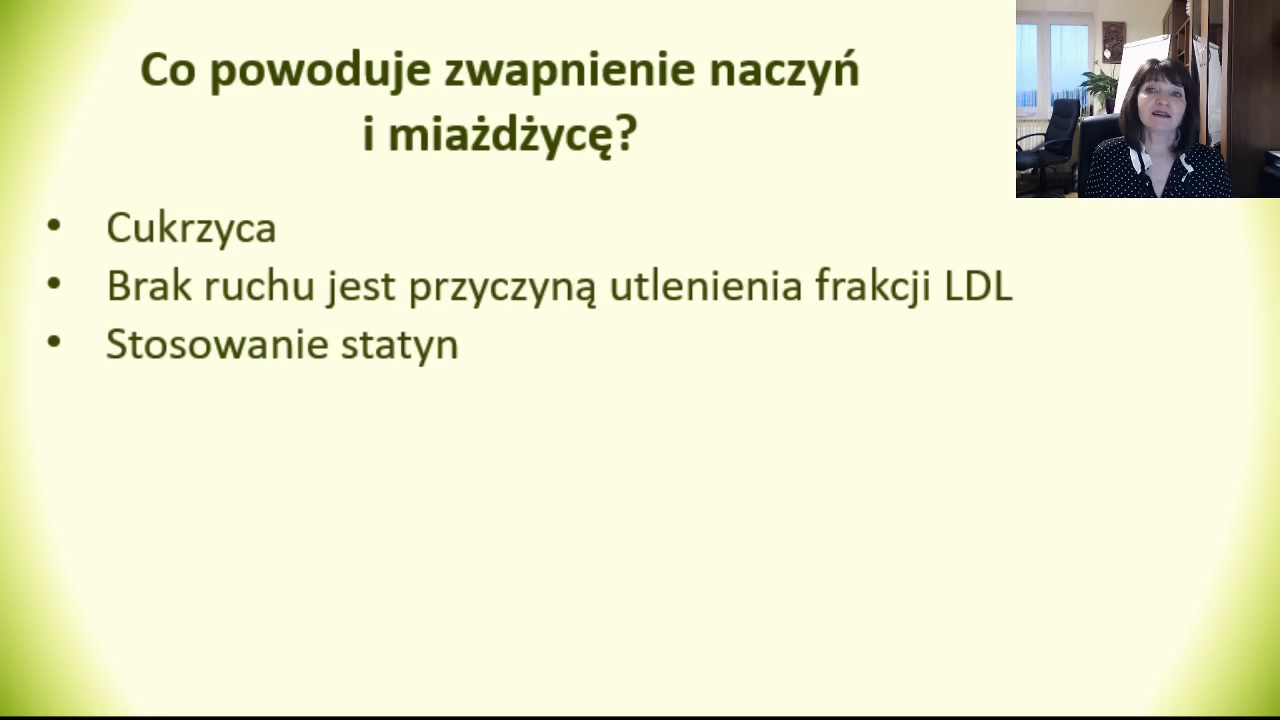 Co powoduje zwapnienie naczyń
i miażdżycę?
• Cukrzyca
• Brak ruchu jest przyczyną utlenienia frakcji LDL
• Stosowanie statyn